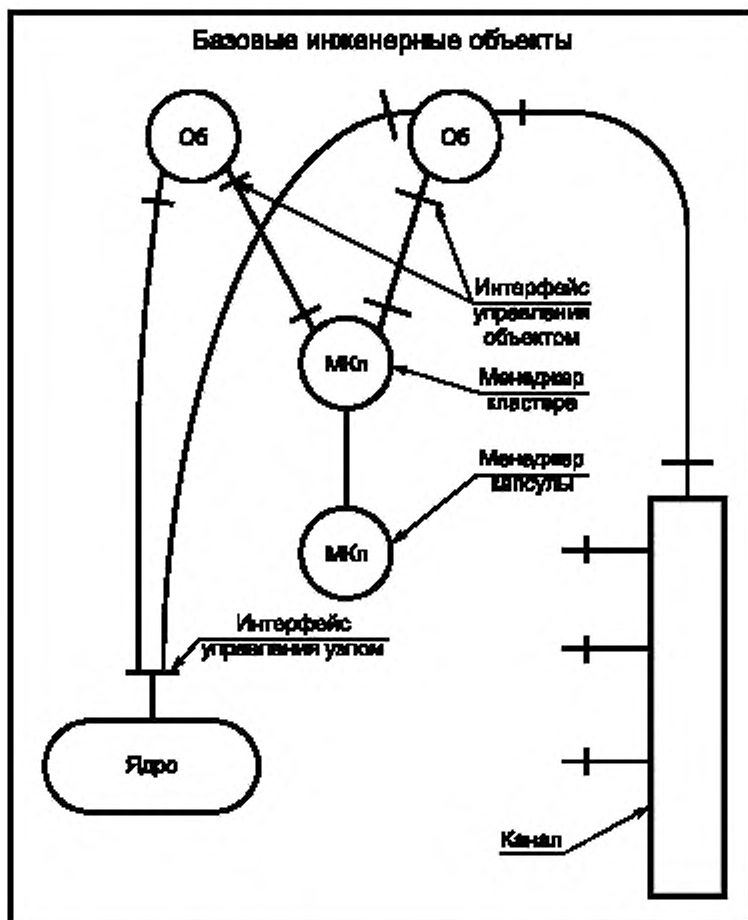 Базовые инженерные объекты
Об
Об
Интерфейс
управления
объектом
МКл
Менеджер
кластера
Менеджер
капсулы
МКл
Интерфейс
управления узлом
Ядро
Канал